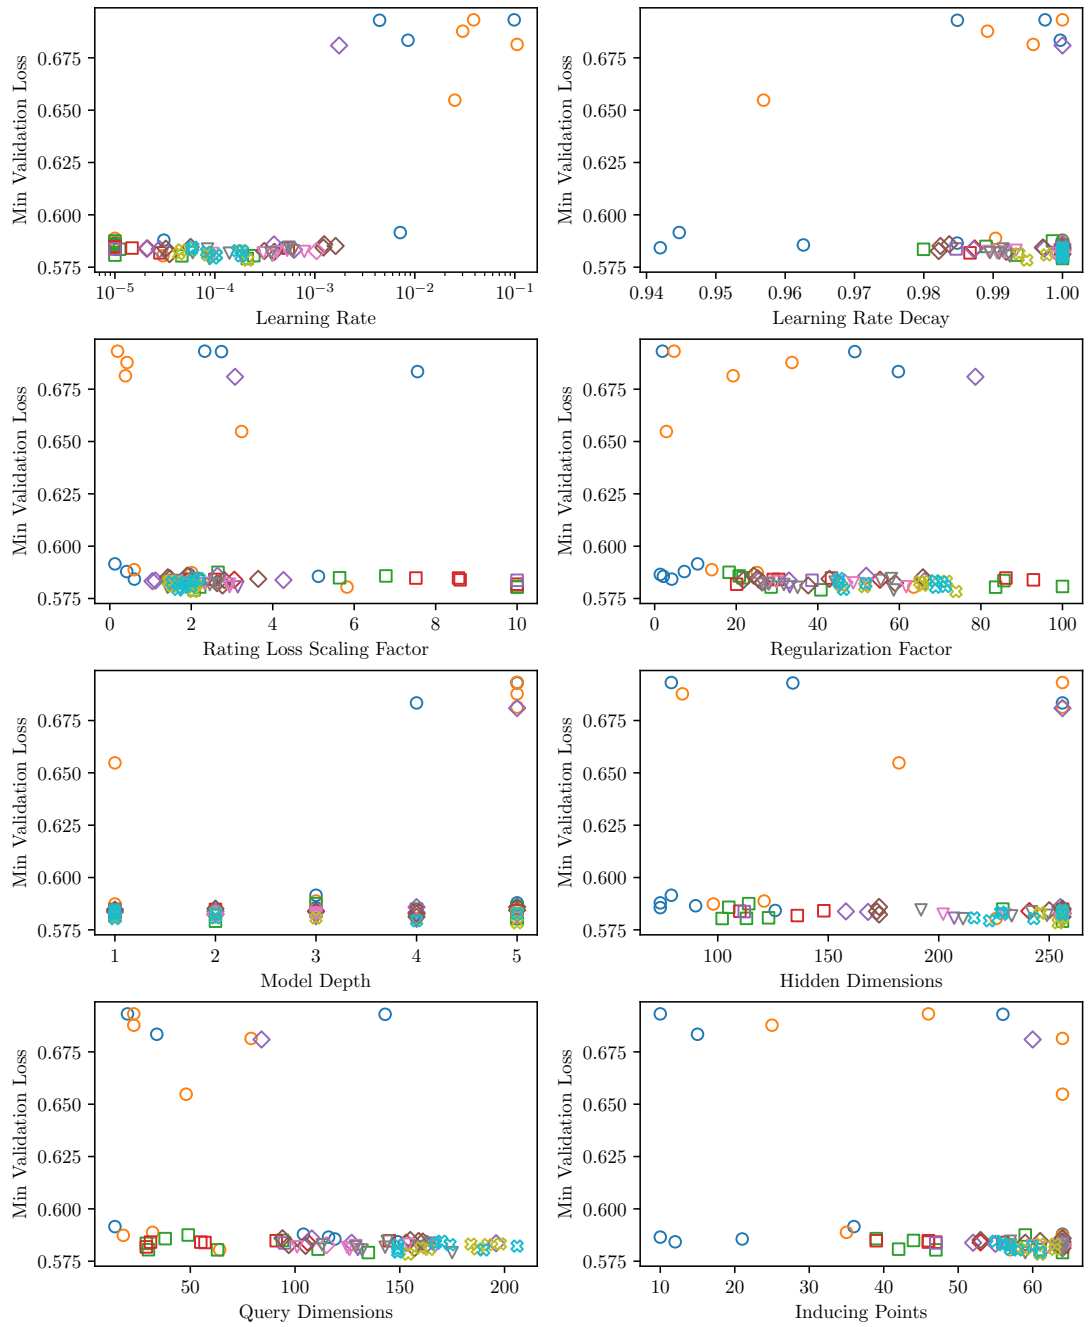 0.675
0.650
0.625
0.600
0.575
Min Validation Loss
10⁻⁵ 10⁻⁴ 10⁻³ 10⁻² 10⁻¹
Learning Rate
0.675
0.650
0.625
0.600
0.575
Min Validation Loss
0.94 0.95 0.96 0.97 0.98 0.99 1.00
Learning Rate Decay
0.675
0.650
0.625
0.600
0.575
Min Validation Loss
0 2 4 6 8 10
Rating Loss Scaling Factor
0.675
0.650
0.625
0.600
0.575
Min Validation Loss
0 20 40 60 80 100
Regularization Factor
0.675
0.650
0.625
0.600
0.575
Min Validation Loss
1 2 3 4 5
Model Depth
0.675
0.650
0.625
0.600
0.575
Min Validation Loss
100 150 200 250
Hidden Dimensions
0.675
0.650
0.625
0.600
0.575
Min Validation Loss
50 100 150 200
Query Dimensions
0.675
0.650
0.625
0.600
0.575
Min Validation Loss
10 20 30 40 50 60
Inducing Points